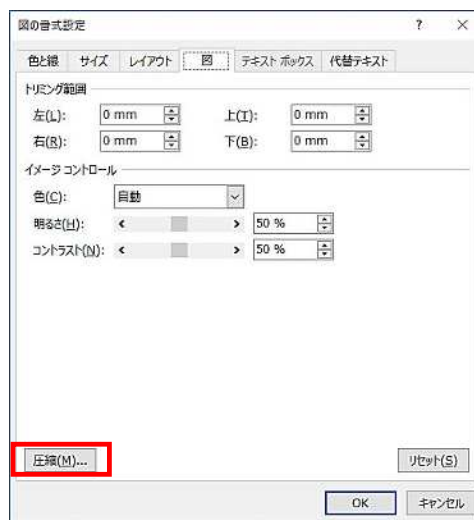 図の書式設定 ? ×
色と線 サイズ レイアウト 図 テキスト ボックス 代替テキスト
トリミング範囲
左(L): 0 mm 上(T): 0 mm
右(R): 0 mm 下(B): 0 mm
イメージ コントロール
色(C): 自動
明るさ(H): 50 %
コントラスト(N): 50 %
圧縮(M)... リセット(S)
OK キャンセル